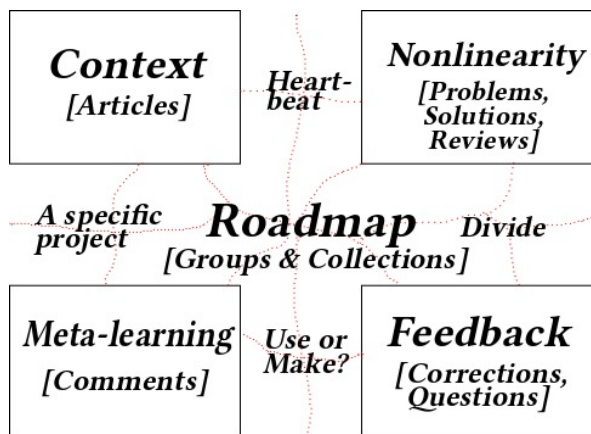 Context
[Articles]
Heart-
beat
Nonlinearity
[Problems,
Solutions,
Reviews]
A specific
project
Roadmap
[Groups & Collections]
Divide
Meta-learning
[Comments]
Use or
Make?
Feedback
[Corrections,
Questions]